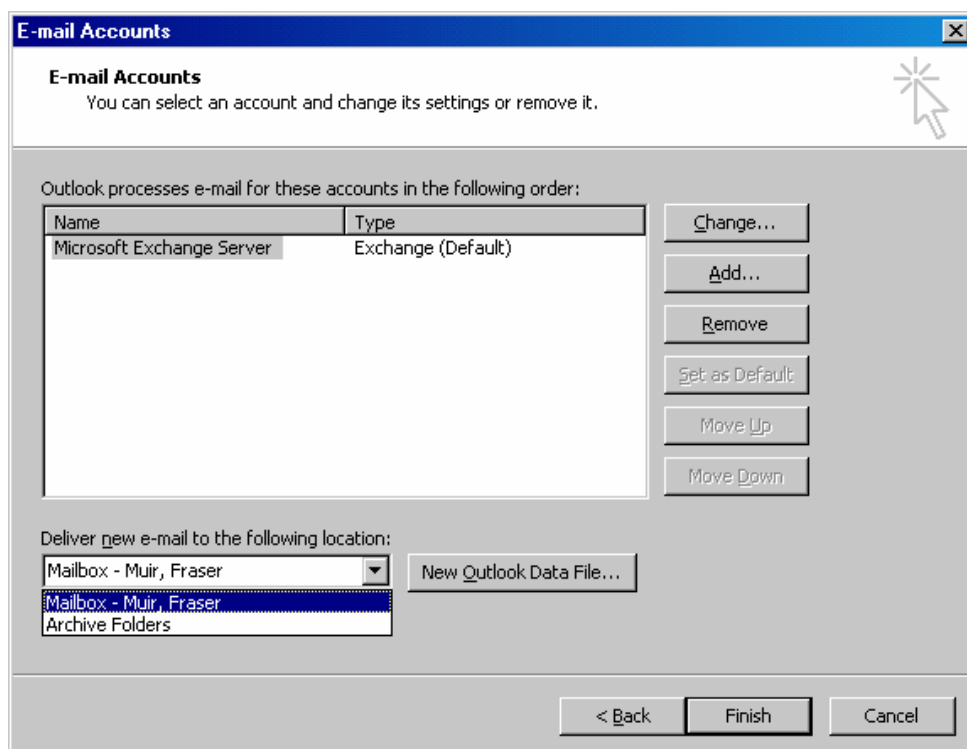 E-mail Accounts
E-mail Accounts
You can select an account and change its settings or remove it.
Outlook processes e-mail for these accounts in the following order:
Name Type
Microsoft Exchange Server Exchange (Default)
Change...
Add...
Remove
Set as Default
Move Up
Move Down
Deliver new e-mail to the following location:
Mailbox - Muir, Fraser
New Outlook Data File...
Mailbox - Muir, Fraser
Archive Folders
< Back Finish Cancel